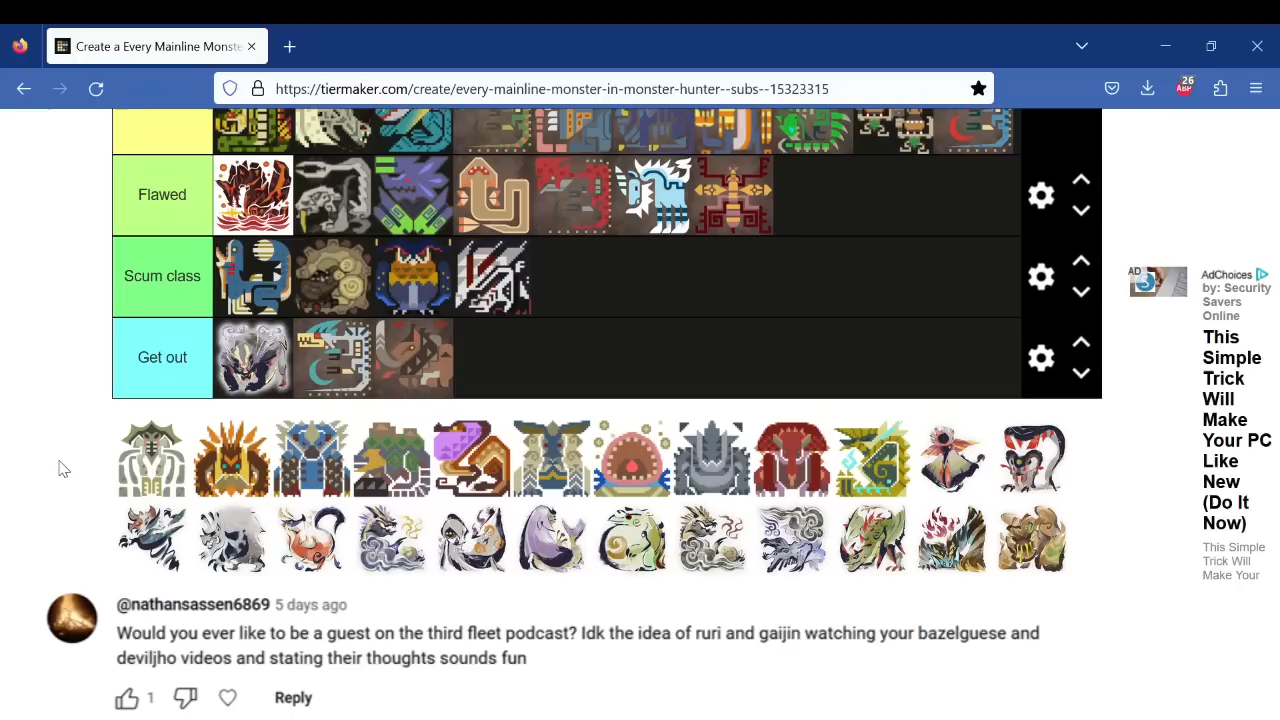 Create a Every Mainline Monste
26
ABP
https://tiermaker.com/create/every-mainline-monster-in-monster-hunter--subs--15323315
Flawed
Scum class
Get out
AD
AdChoices
by: Security
Savers
Online
This
Simple
Trick
Will
Make
Your PC
Like
New
(Do It
Now)
This Simple
Trick Will
Make Your
@nathansassen6869 5 days ago
Would you ever like to be a guest on the third fleet podcast? Idk the idea of ruri and gaijin watching your bazelguese and
deviljho videos and stating their thoughts sounds fun
1
Reply